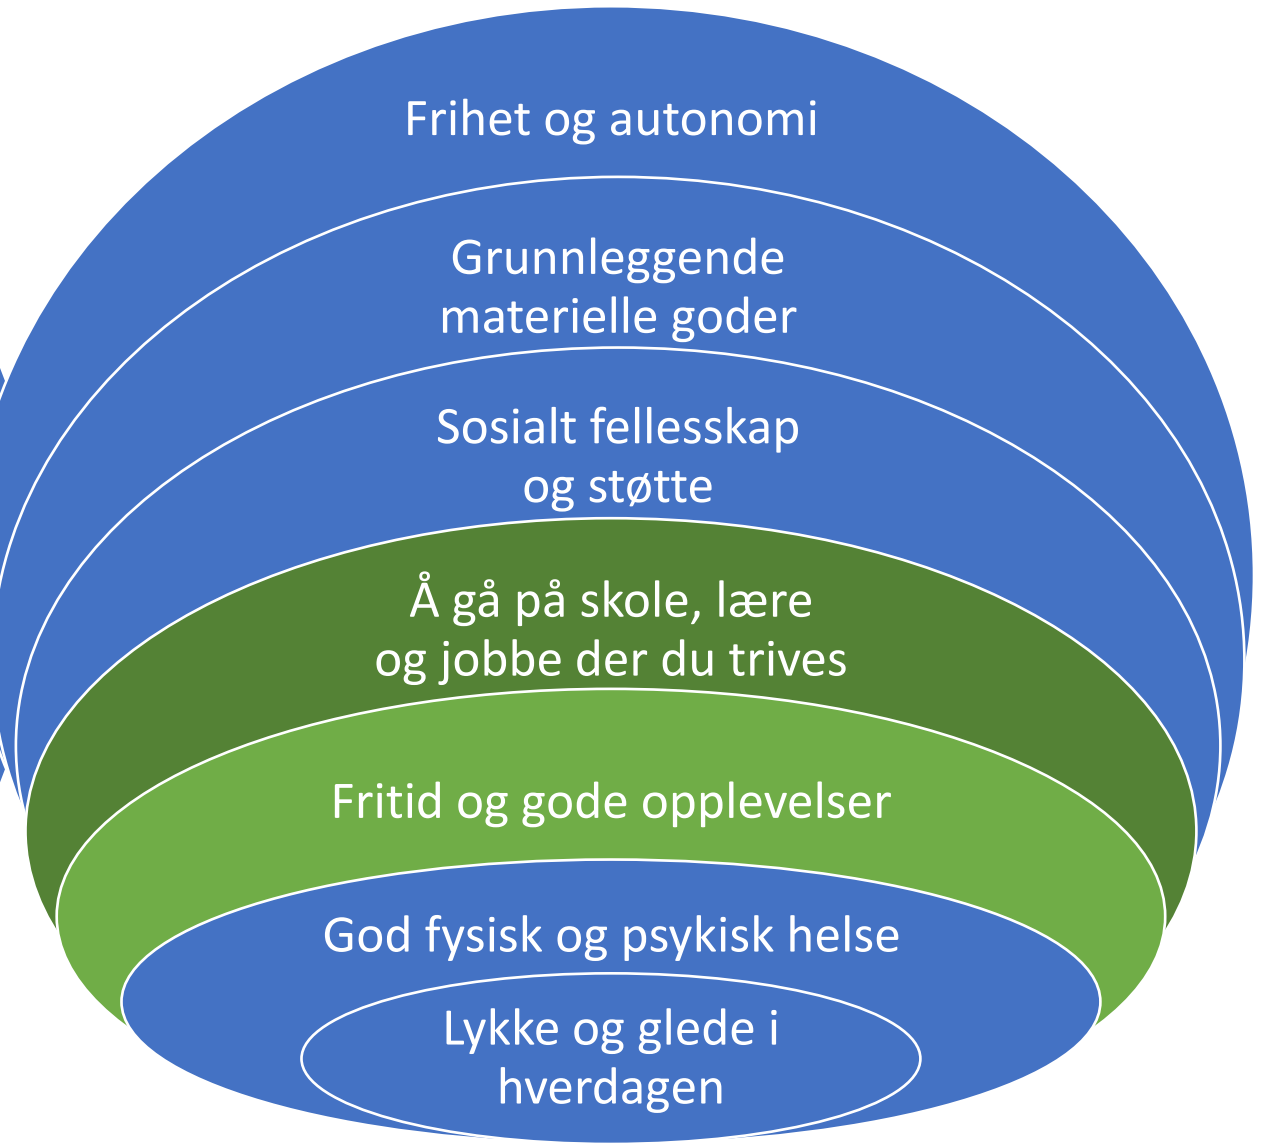 Frihet og autonomi
Grunnleggende
materielle goder
Sosialt fellesskap
og støtte
Å gå på skole, lære
og jobbe der du trives
Fritid og gode opplevelser
God fysisk og psykisk helse
Lykke og glede i
hverdagen